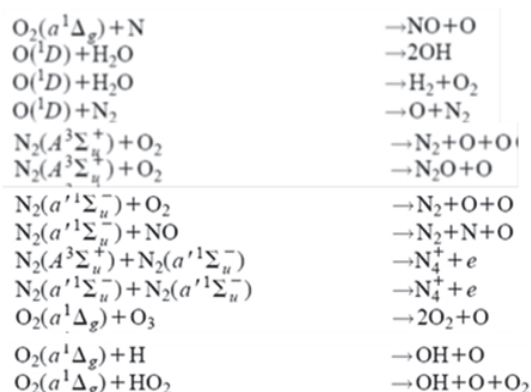 O₂(a¹Δg)+N →NO+O
O(¹D)+H₂O →2OH
O(¹D)+H₂O →H₂+O₂
O(¹D)+N₂ →O+N₂
N₂(A³Σu⁺)+O₂ →N₂+O+O
N₂(A³Σu⁺)+O₂ →N₂O+O
N₂(a′¹Σu⁻)+O₂ →N₂+O+O
N₂(a′¹Σu⁻)+NO →N₂+N+O
N₂(A³Σu⁺)+N₂(a′¹Σu⁻) →N₄⁺+e
N₂(a′¹Σu⁻)+N₂(a′¹Σu⁻) →N₄⁺+e
O₂(a¹Δg)+O₃ →2O₂+O
O₂(a¹Δg)+H →OH+O
O₂(a¹Δg)+HO₂ →OH+O+O₂